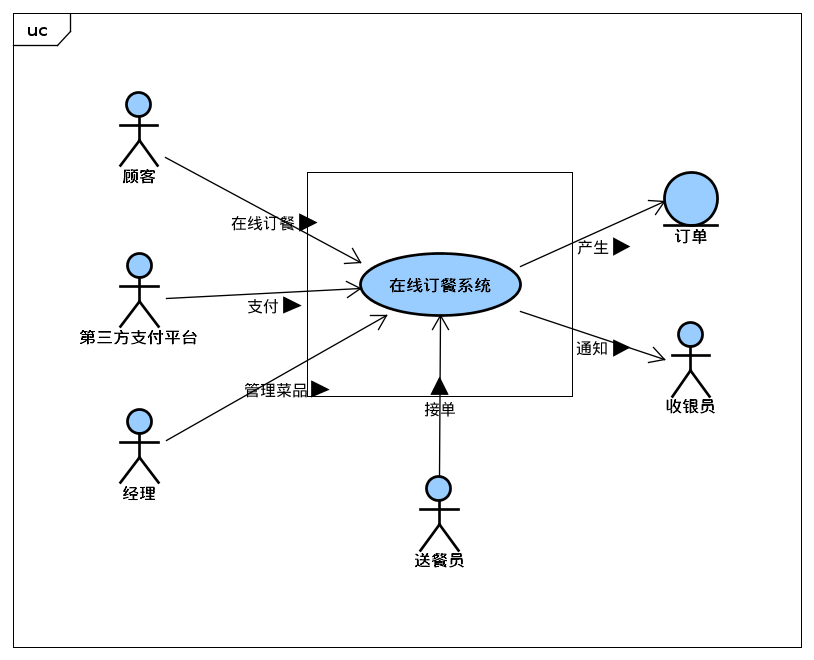 uc
顾客
在线订餐
订单
产生
在线订餐系统
支付
第三方支付平台
通知
收银员
管理菜品
接单
经理
送餐员